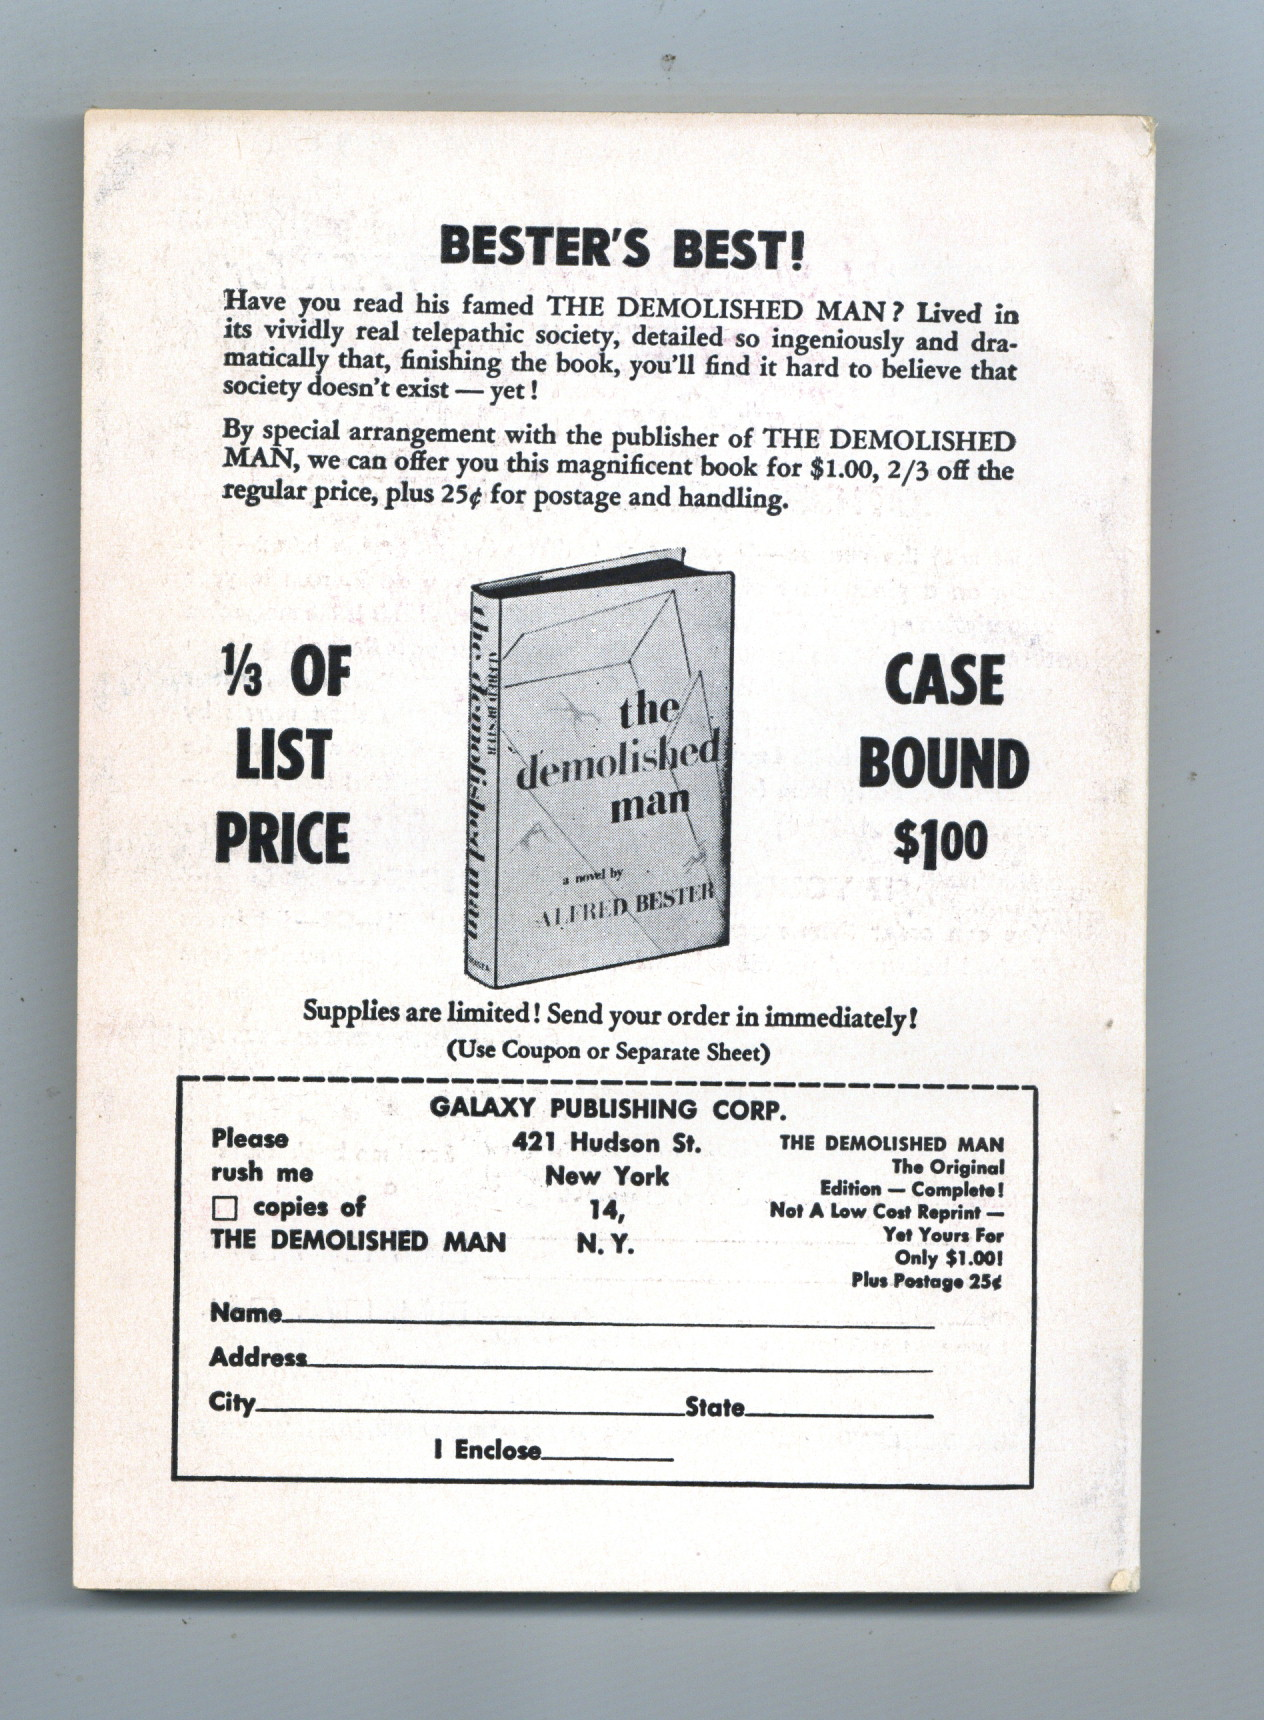 BESTER'S BEST!
Have you read his famed THE DEMOLISHED MAN? Lived in
its vividly real telepathic society, detailed so ingeniously and dra-
matically that, finishing the book, you'll find it hard to believe that
society doesn't exist — yet!
By special arrangement with the publisher of THE DEMOLISHED
MAN, we can offer you this magnificent book for $1.00, 2/3 off the
regular price, plus 25¢ for postage and handling.
⅓ OF
LIST
PRICE
the demolished man
ALFRED BESTER
the
demolished
man
a novel by
ALFRED BESTER
CASE
BOUND
$100
Supplies are limited! Send your order in immediately!
(Use Coupon or Separate Sheet)
GALAXY PUBLISHING CORP.
Please
rush me
☐ copies of
THE DEMOLISHED MAN
421 Hudson St.
New York
14,
N. Y.
THE DEMOLISHED MAN
The Original
Edition — Complete!
Not A Low Cost Reprint —
Yet Yours For
Only $1.00!
Plus Postage 25¢
Name
Address
City State
I Enclose